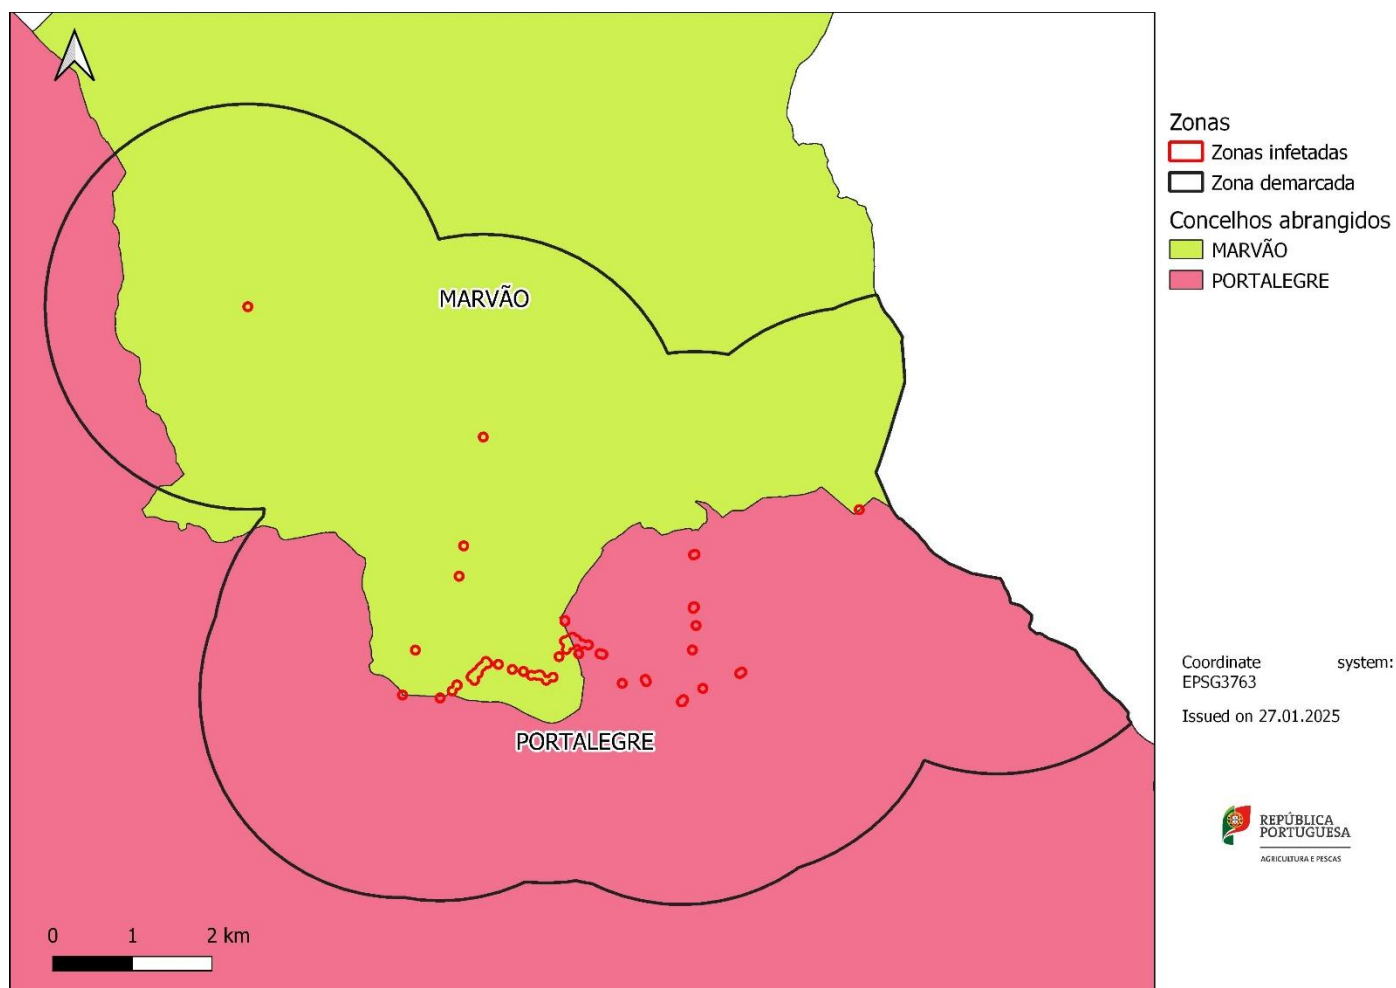 MARVÃO
PORTALEGRE
0 1 2 km
Zonas
Zonas infetadas
Zona demarcada
Concelhos abrangidos
MARVÃO
PORTALEGRE
Coordinate system:
EPSG3763
Issued on 27.01.2025
REPÚBLICA
PORTUGUESA
AGRICULTURA E PESCAS